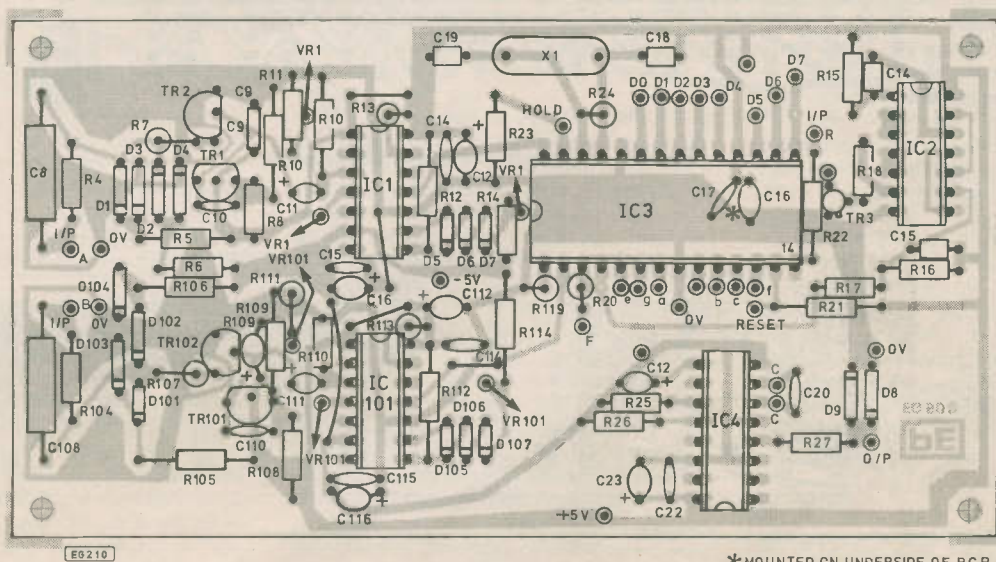 C19
X1
C18
VR1
D7
R11
TR2
C9
R13
C14
R23
R24
D0 D1 D2 D3 D4
D6
R15
C14
HOLD
D5
I/P
R
R7
C9
R10
R10
C8
R4
D3
D4
TR1
IC1
R12
C12
VR1
IC2
R18
D1
D2
C10
R8
C11
R14
IC3
C17
C16
R22
TR3
I/P
A
0V
R5
VR1
D5
D6
D7
14
C15
R6
C15
-5V
R16
R106
R111
VR101
C16
C112
R119
R20
e g a
b c f
R17
R21
D104
B
I/P
0V
D102
R109
R109
R113
R114
F
0V
RESET
D103
TR102
R110
C114
0V
R107
IC
101
R112
C12
C
C20
D9
D8
R104
D101
TR101
C111
D106
VR101
R25
IC4
C
R26
C108
C110
VR101
D105
D107
R27
R105
R108
C115
C23
C22
O/P
C116
+5V
EG210
*MOUNTED ON UNDERSIDE OF P.C.B.